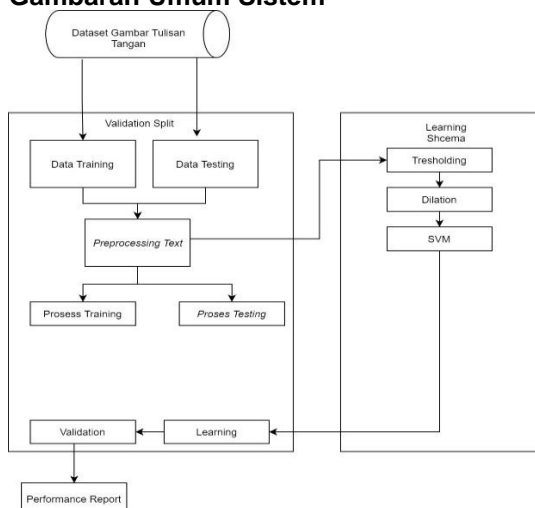 Gambaran Umum Sistem
Dataset Gambar Tulisan
Tangan
Validation Split
Data Training
Data Testing
Preprocessing Text
Prosess Training
Proses Testing
Validation
Learning
Performance Report
Learning
Shcema
Tresholding
Dilation
SVM